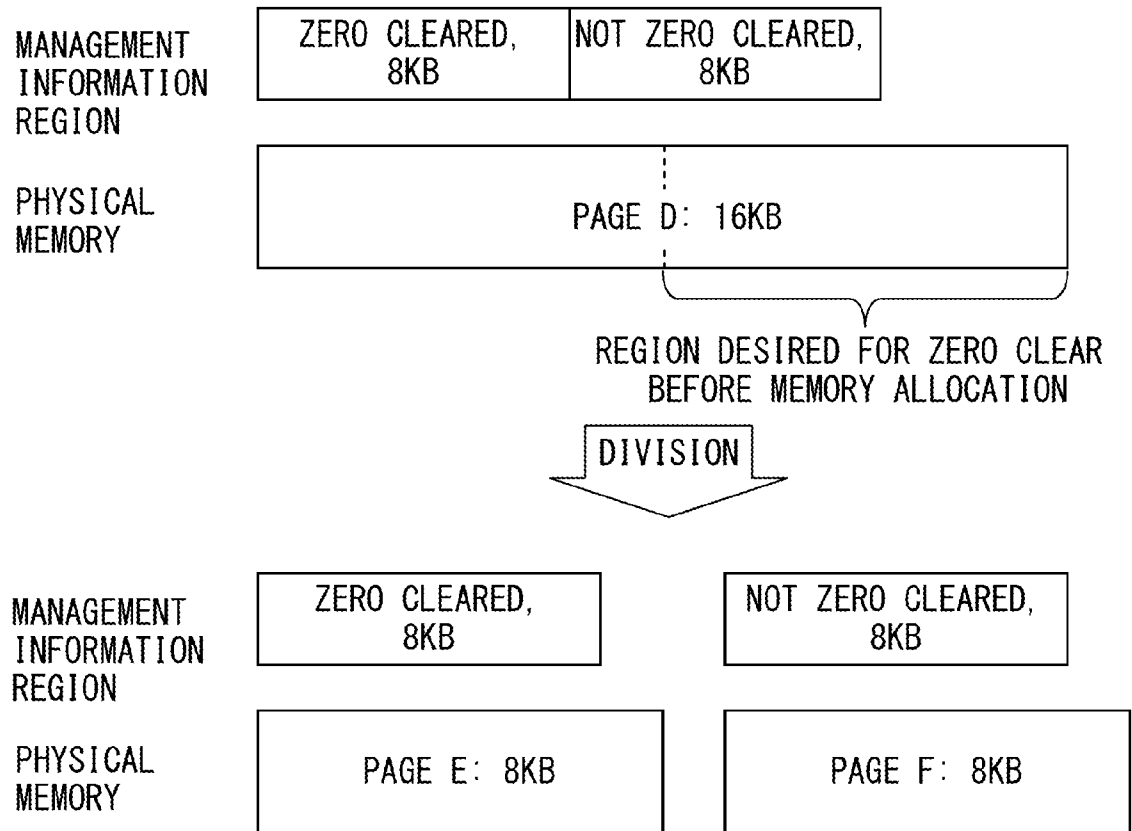 MANAGEMENT
INFORMATION
REGION
ZERO CLEARED,
8KB
NOT ZERO CLEARED,
8KB
PHYSICAL
MEMORY
PAGE D: 16KB
REGION DESIRED FOR ZERO CLEAR
BEFORE MEMORY ALLOCATION
DIVISION
MANAGEMENT
INFORMATION
REGION
ZERO CLEARED,
8KB
NOT ZERO CLEARED,
8KB
PHYSICAL
MEMORY
PAGE E: 8KB
PAGE F: 8KB